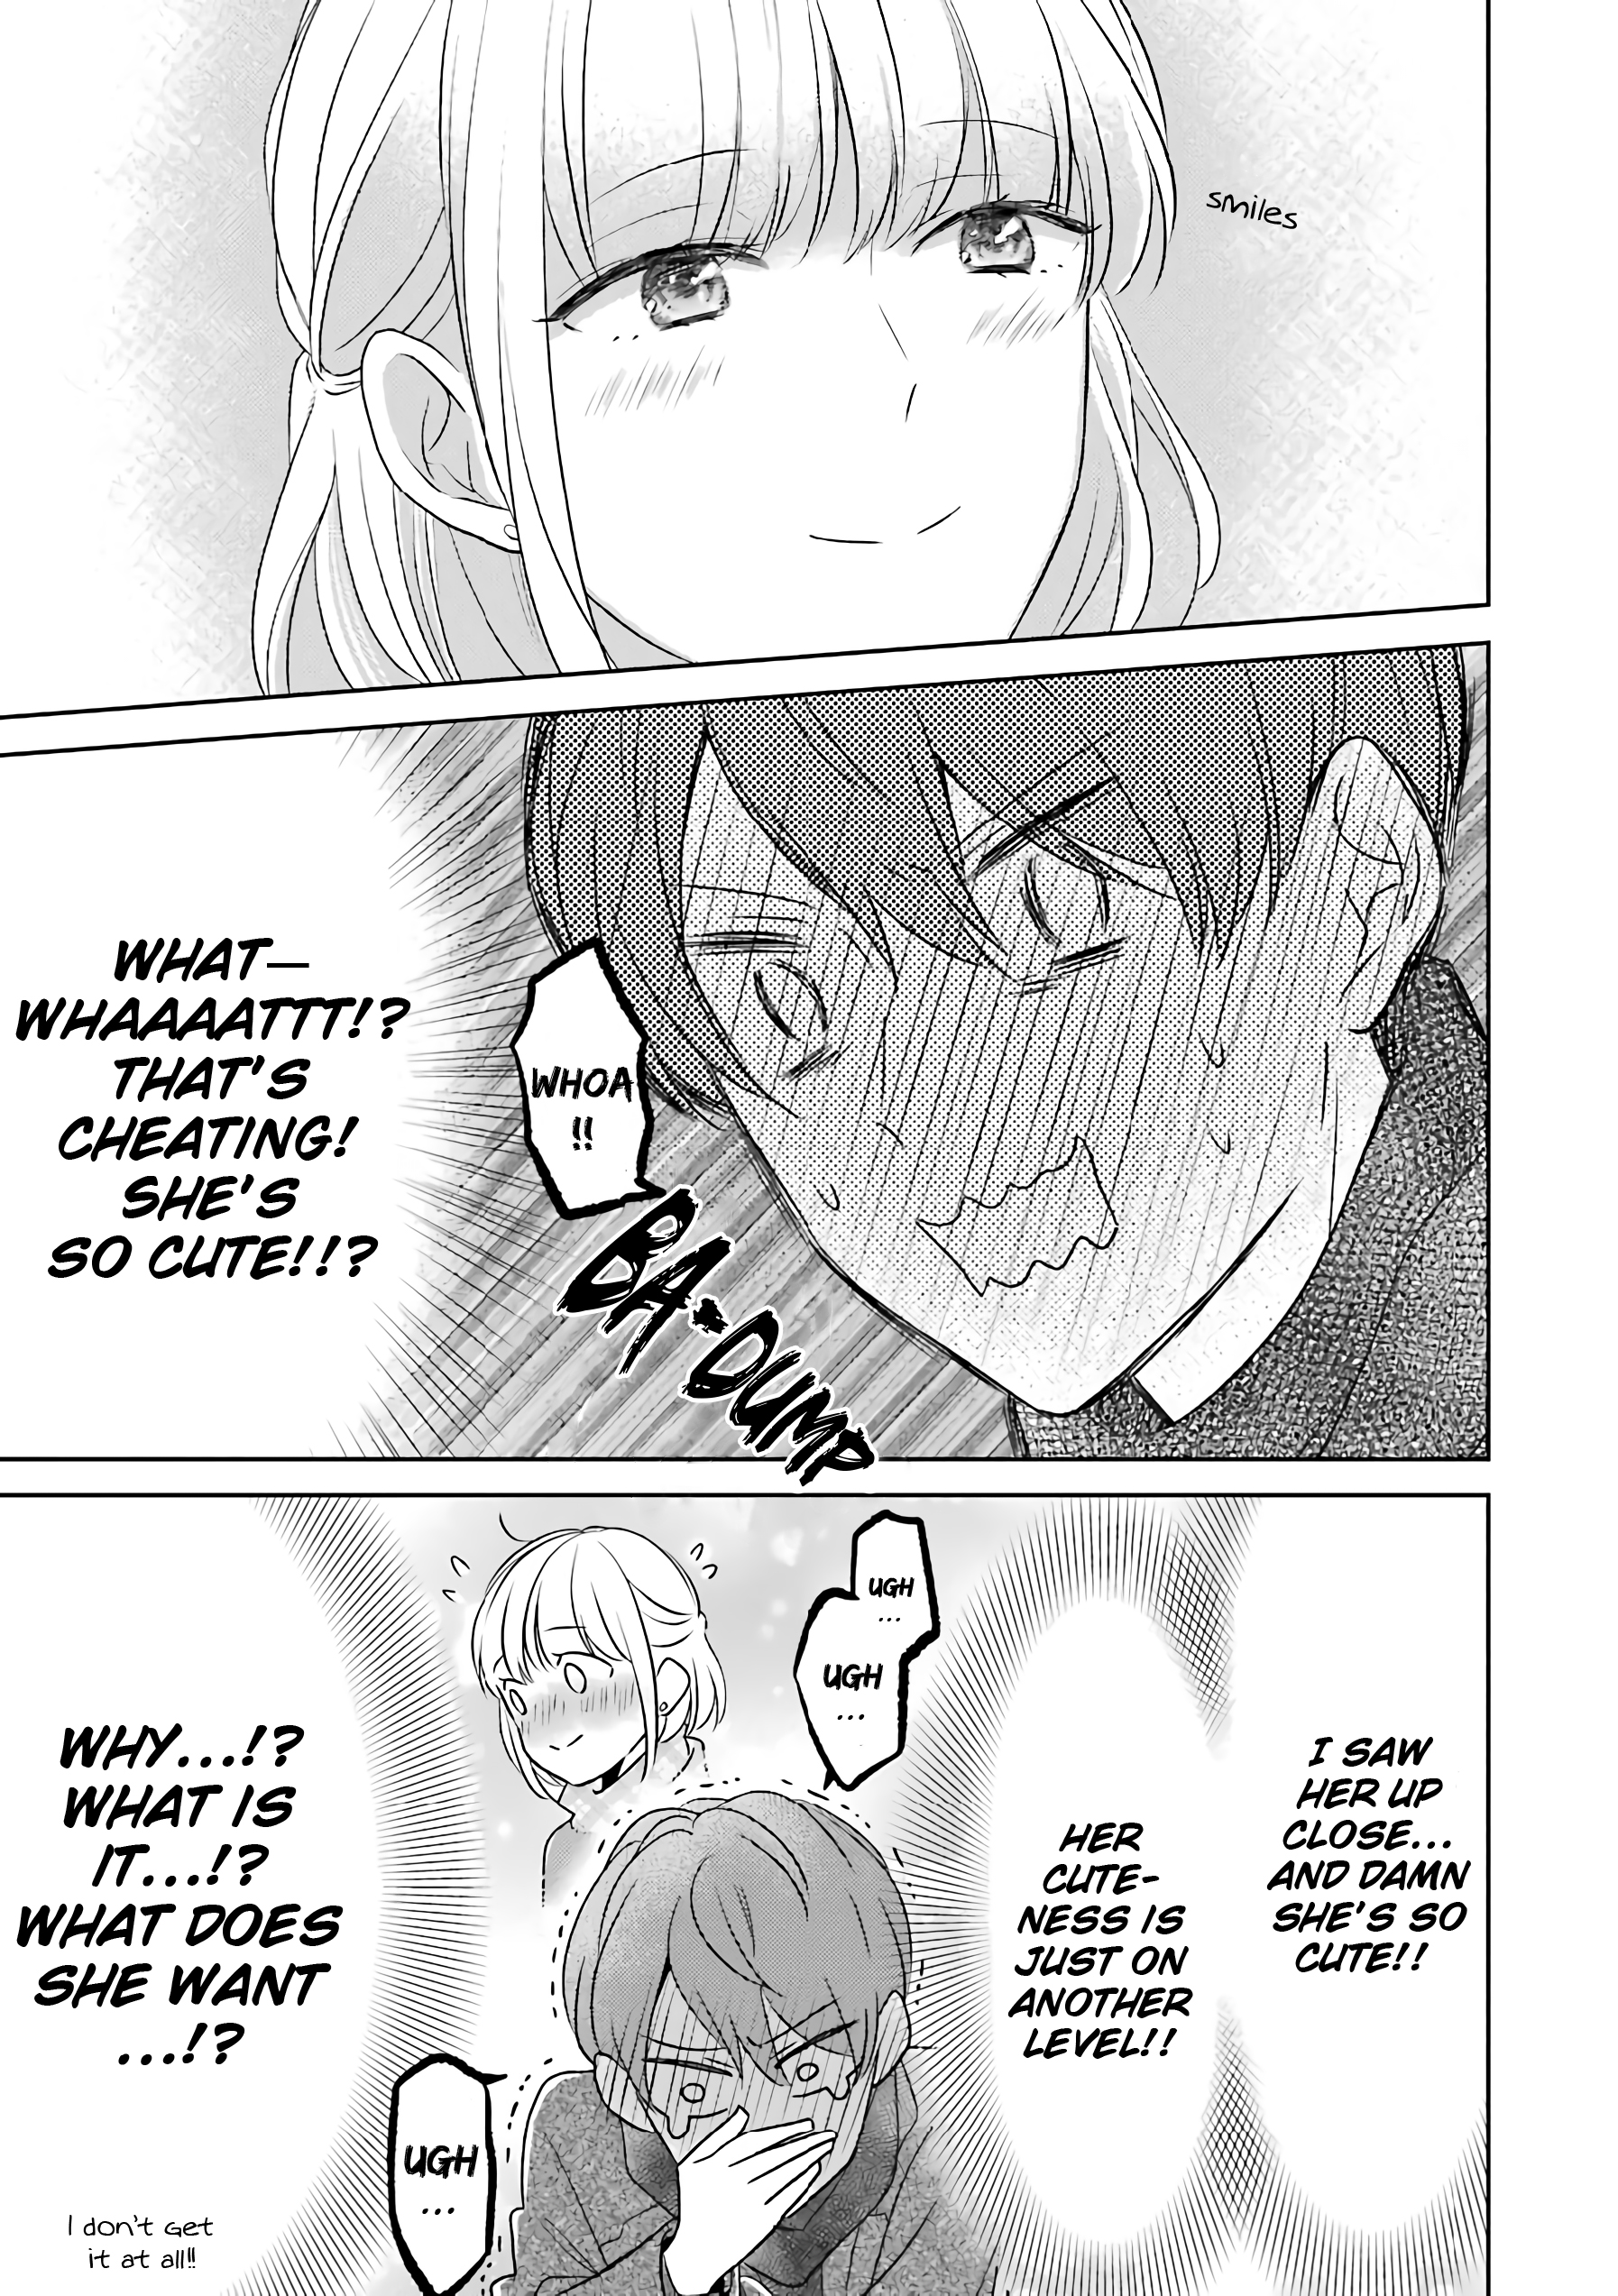 smiles
WHOA
!!
BA-DUMP
WHAT—
WHAAAATTT!?
THAT'S
CHEATING!
SHE'S
SO CUTE!!?
I SAW
HER UP
CLOSE...
AND DAMN
SHE'S SO
CUTE!!
HER
CUTE-
NESS IS
JUST ON
ANOTHER
LEVEL!!
UGH
...
UGH
...
WHY...!?
WHAT IS
IT...!?
WHAT DOES
SHE WANT
...!?
UGH
...
I don't get
it at all!!